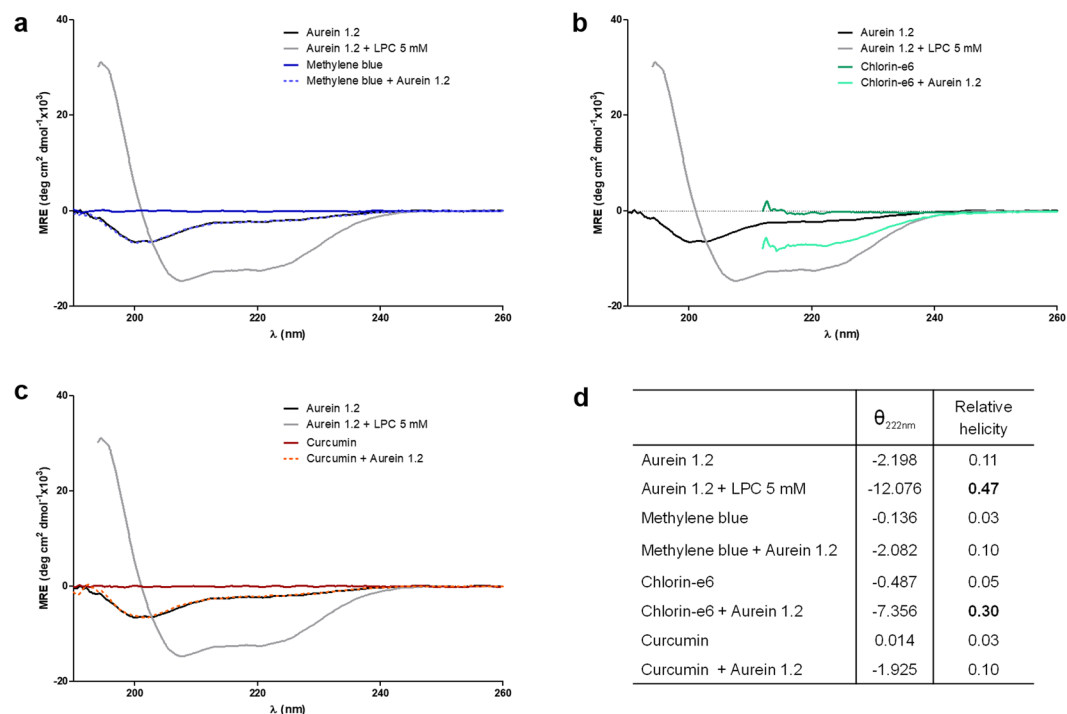 a
40
20
0
-20
MRE (deg cm² dmol⁻¹x10³)
200
220
240
260
λ (nm)
Aurein 1.2
Aurein 1.2 + LPC 5 mM
Methylene blue
Methylene blue + Aurein 1.2
b
40
20
0
-20
MRE (deg cm² dmol⁻¹x10³)
200
220
240
260
λ (nm)
Aurein 1.2
Aurein 1.2 + LPC 5 mM
Chlorin-e6
Chlorin-e6 + Aurein 1.2
c
40
20
0
-20
MRE (deg cm² dmol⁻¹x10³)
200
220
240
260
λ (nm)
Aurein 1.2
Aurein 1.2 + LPC 5 mM
Curcumin
Curcumin + Aurein 1.2
d
θ222nm
Relative
helicity
Aurein 1.2 -2.198 0.11
Aurein 1.2 + LPC 5 mM -12.076 0.47
Methylene blue -0.136 0.03
Methylene blue + Aurein 1.2 -2.082 0.10
Chlorin-e6 -0.487 0.05
Chlorin-e6 + Aurein 1.2 -7.356 0.30
Curcumin 0.014 0.03
Curcumin + Aurein 1.2 -1.925 0.10